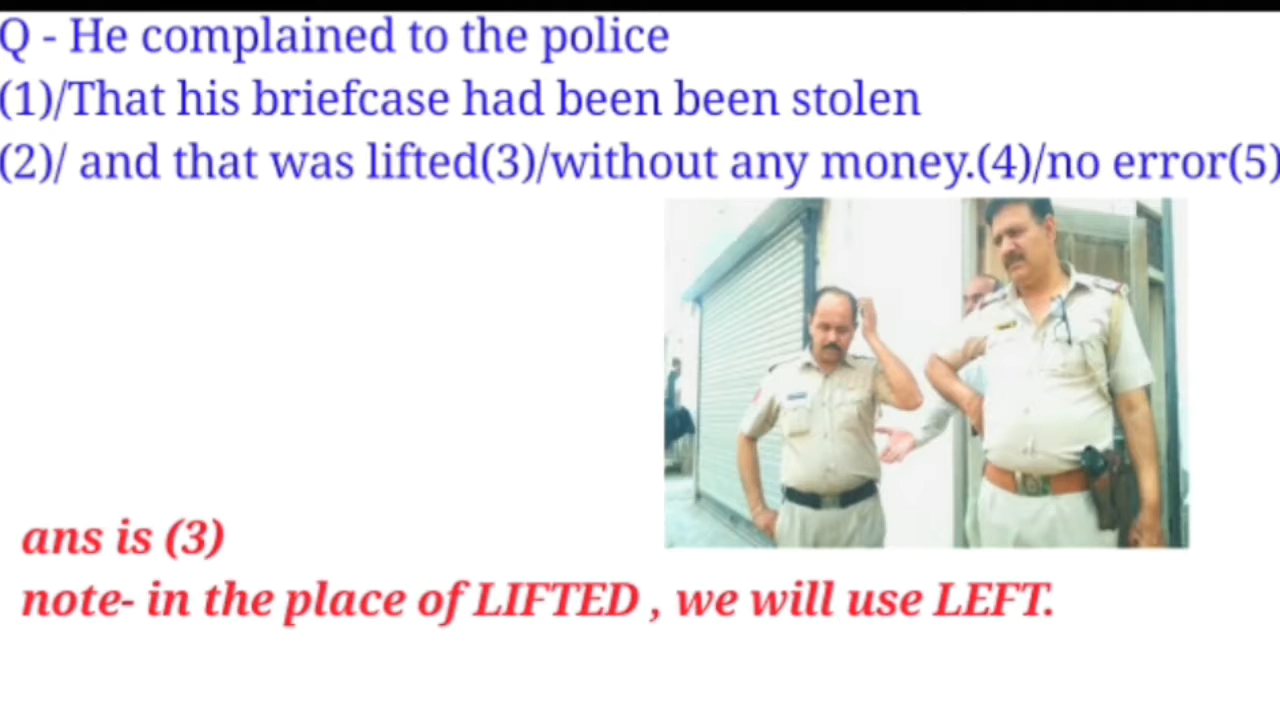 Q - He complained to the police
(1)/That his briefcase had been been stolen
(2)/ and that was lifted(3)/without any money.(4)/no error(5)
ans is (3)
note- in the place of LIFTED , we will use LEFT.